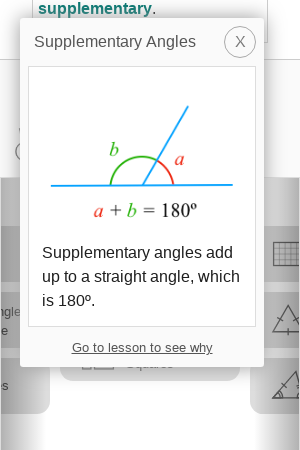 supplementary.
Supplementary Angles
X
b
a
a + b = 180º
Supplementary angles add
up to a straight angle, which
is 180º.
Go to lesson to see why